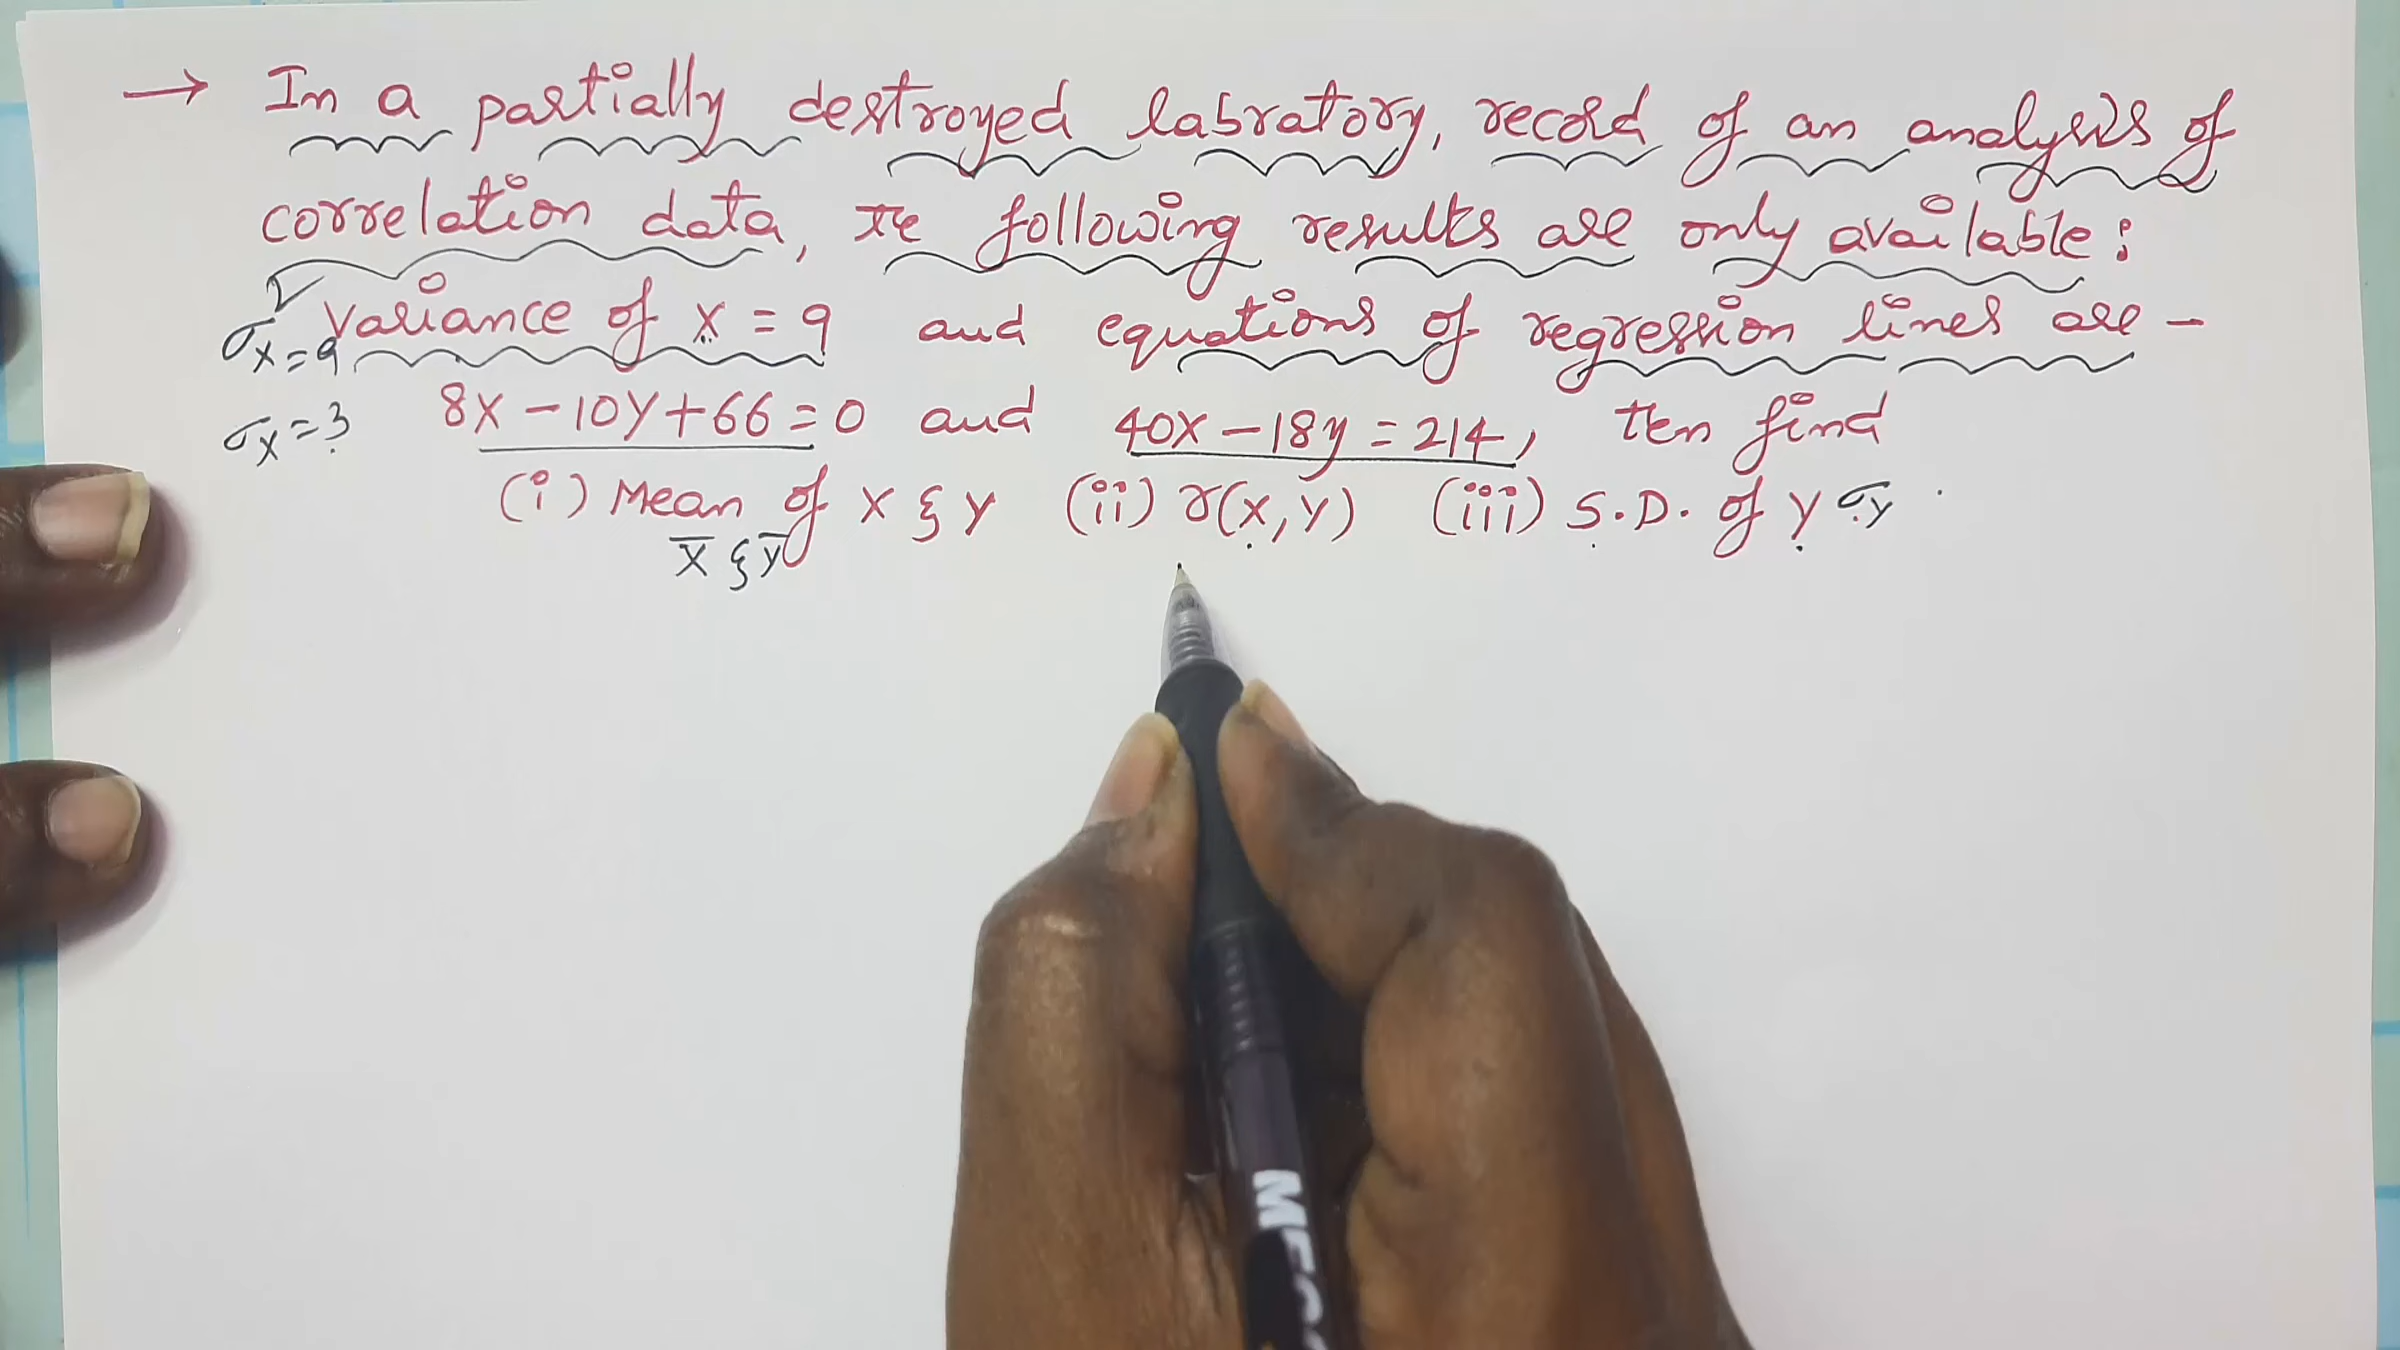 → In a partially destroyed labratory, record of an analysis of
correlation data, the following results are only available:
σx² = 9 Variance of X = 9 and equations of regression lines are -
σx = 3 8X - 10Y + 66 = 0 and 40X - 18y = 214, then find
(i) Mean of X & Y (ii) r(X, Y) (iii) S.D. of Y σy
X̄ & Ȳ